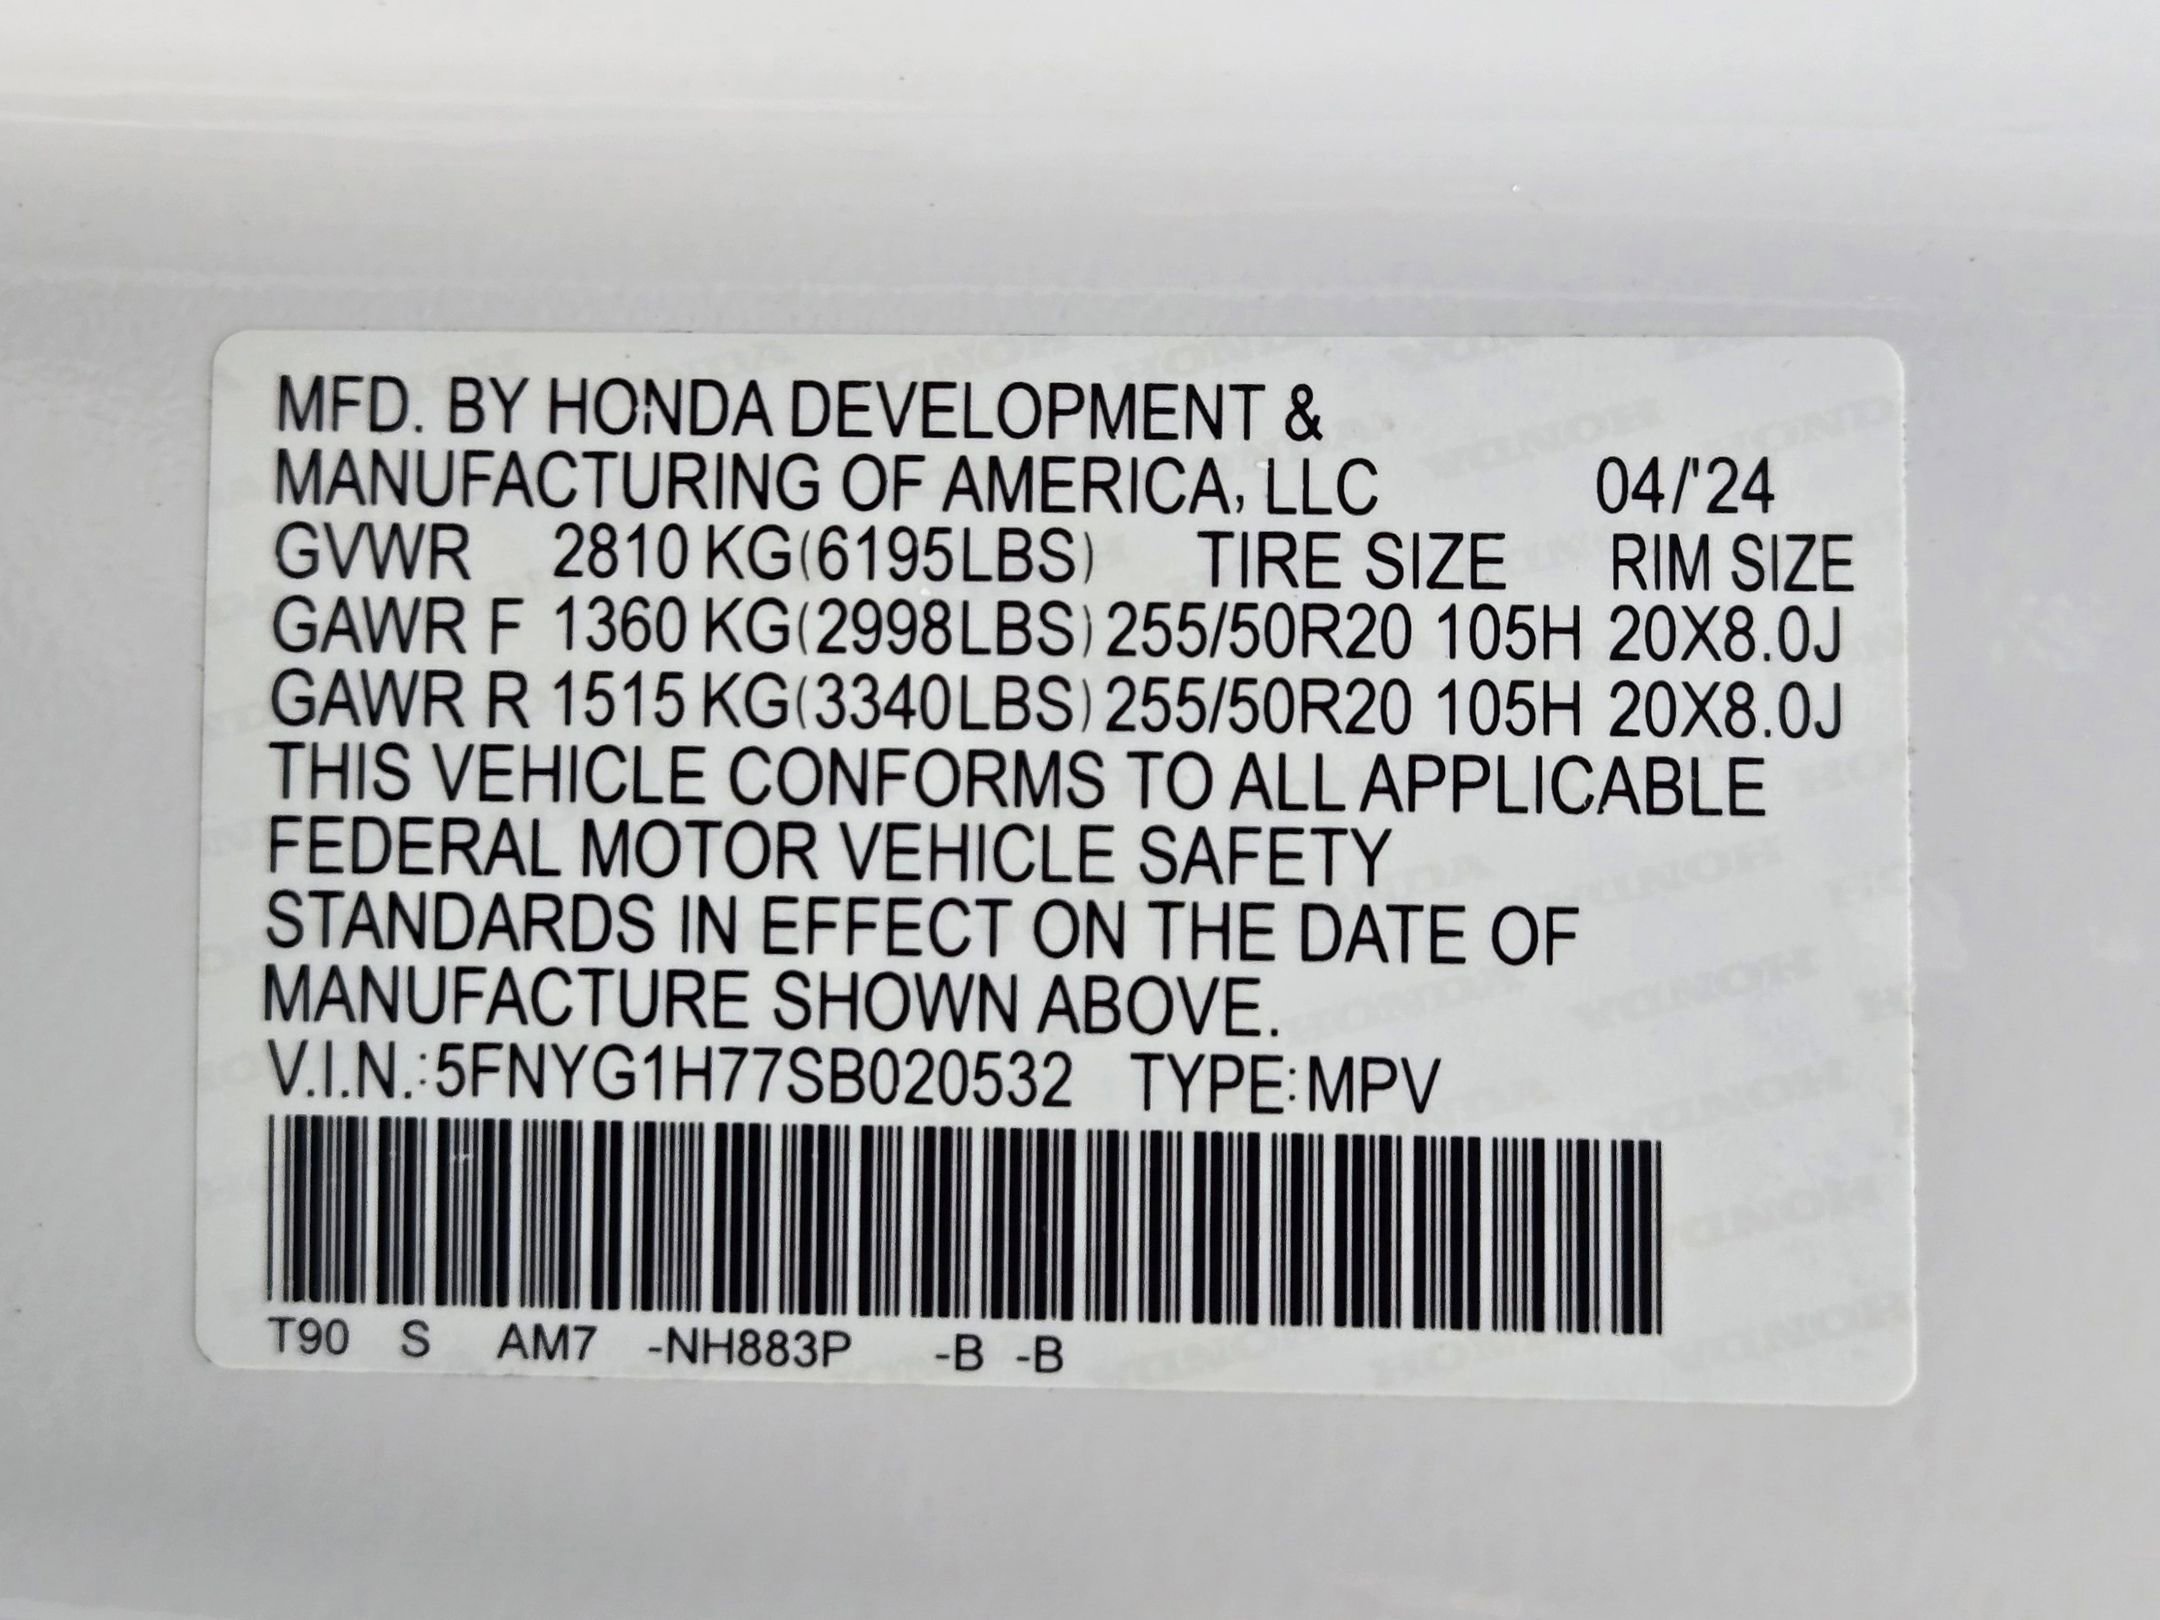 MFD. BY HONDA DEVELOPMENT &
MANUFACTURING OF AMERICA, LLC 04/'24
GVWR 2810 KG(6195LBS) TIRE SIZE RIM SIZE
GAWR F 1360 KG(2998LBS) 255/50R20 105H 20X8.0J
GAWR R 1515 KG(3340LBS) 255/50R20 105H 20X8.0J
THIS VEHICLE CONFORMS TO ALL APPLICABLE
FEDERAL MOTOR VEHICLE SAFETY
STANDARDS IN EFFECT ON THE DATE OF
MANUFACTURE SHOWN ABOVE.
V.I.N.:5FNYG1H77SB020532 TYPE:MPV
T90 S AM7 -NH883P -B -B